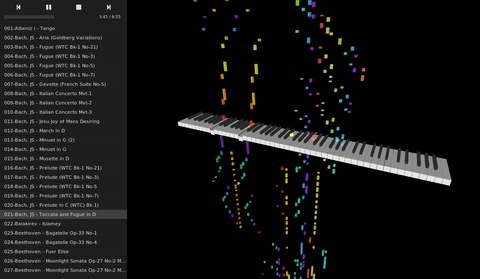 3:45 / 8:55
001-Albeniz I - Tango
002-Bach, JS - Aria (Goldberg Variations)
003-Bach, JS - Fugue (WTC Bk 1 No-21)
004-Bach, JS - Fugue (WTC Bk-1 No-3)
005-Bach, JS - Fugue (WTC Bk-1 No-5)
006-Bach, JS - Fugue (WTC Bk-1 No-7)
007-Bach, JS - Gavotte (French Suite No-5)
008-Bach, JS - Italian Concerto Mvt-1
009-Bach, JS - Italian Concerto Mvt-2
010-Bach, JS - Italian Concerto Mvt-3
011-Bach, JS - Jesu Joy of Mans Desiring
012-Bach, JS - March in D
013-Bach, JS - Minuet in G (2)
014-Bach, JS - Minuet in G
015-Bach, JS - Musette in D
016-Bach, JS - Prelude (WTC Bk-1 No-21)
017-Bach, JS - Prelude (WTC Bk-1 No-3)
018-Bach, JS - Prelude (WTC Bk-1 No-5
019-Bach, JS - Prelude (WTC Bk-1 No-7)
020-Bach, JS - Prelude in C (WTC) Bk1)
021-Bach, JS - Toccata and Fugue in D
022-Balakirev - Islamey
023-Beethoven - Bagatelle Op-33 No-1
024-Beethoven - Bagatelle Op-33 No-4
025-Beethoven - Fuer Elise
026-Beethoven - Moonlight Sonata Op-27 No-2 M...
027-Beethoven - Moonlight Sonata Op-27 No-2 M...